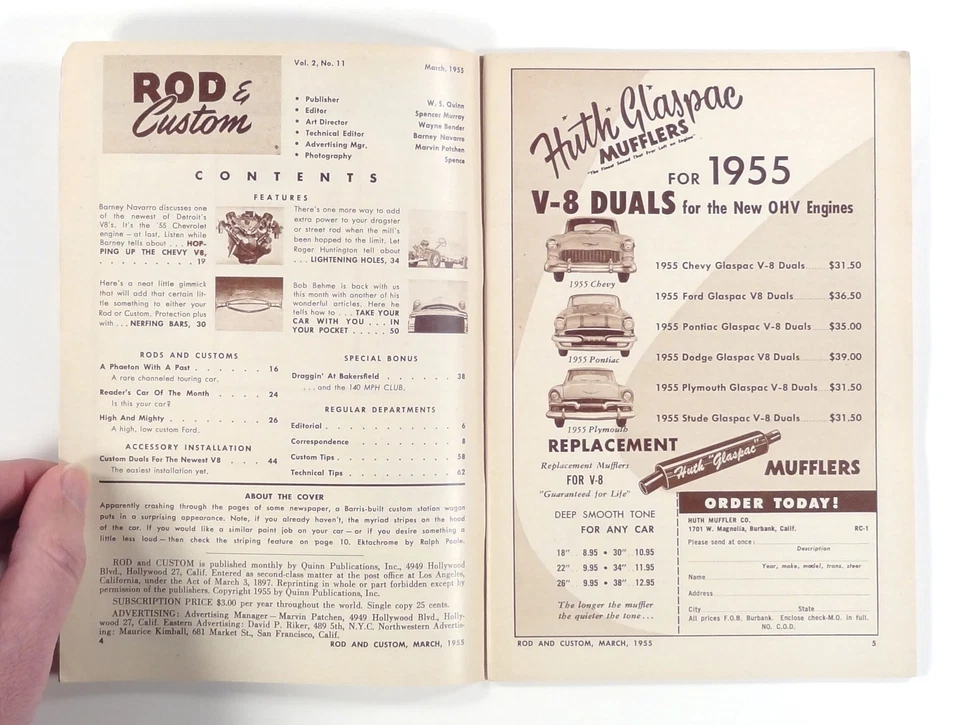 ROD &
Custom
Vol. 2, No. 11
March, 1955
• Publisher W. S. Quinn
• Editor Spencer Murray
• Art Director Wayne Bender
• Technical Editor Barney Navarro
• Advertising Mgr. Marvin Patchen
• Photography Spence
CONTENTS
FEATURES
Barney Navarro discusses one
of the newest of Detroit's
V8's. It's the '55 Chevrolet
engine — at last. Listen while
Barney tells about . . . HOP-
PING UP THE CHEVY V8,
. . . . . . . . . 19
There's one more way to add
extra power to your dragster
or street rod when the mill's
been hopped to the limit. Let
Roger Huntington tell about
. . . LIGHTENING HOLES, 34
Here's a neat little gimmick
that will add that certain lit-
tle something to either your
Rod or Custom. Protection plus
with . . . NERFING BARS, 30
Bob Behme is back with us
this month with another of his
wonderful articles. Here he
tells how to . . . TAKE YOUR
CAR WITH YOU . . . IN
YOUR POCKET . . . . . 50
RODS AND CUSTOMS
A Phaeton With A Past . . . . . . 16
A rare channeled touring car.
Reader's Car Of The Month . . . . 24
Is this your car?
High And Mighty . . . . . . . . 26
A high, low custom Ford.
ACCESSORY INSTALLATION
Custom Duals For The Newest V8 . . . . 44
The easiest installation yet.
SPECIAL BONUS
Draggin' At Bakersfield . . . . . . 38
. . . and the 140 MPH CLUB.
REGULAR DEPARTMENTS
Editorial . . . . . . . . . . . 6
Correspondence . . . . . . . . . 8
Custom Tips . . . . . . . . . . 58
Technical Tips . . . . . . . . . 62
ABOUT THE COVER
Apparently crashing through the pages of some newspaper, a Barris-built custom station wagon
puts in a surprising appearance. Note, if you already haven't, the myriad stripes on the hood
of the car. If you would like a similar paint job on your car—or if you desire something a
little less loud—then check the striping feature on page 10. Ektachrome by Ralph Poole.
ROD and CUSTOM is published monthly by Quinn Publications, Inc., 4949 Hollywood
Blvd., Hollywood 27, Calif. Entered as second-class matter at the post office at Los Angeles,
California, under the Act of March 3, 1897. Reprinting in whole or part forbidden except by
permission of the publishers. Copyright 1955 by Quinn Publications, Inc.
SUBSCRIPTION PRICE $3.00 per year throughout the world. Single copy 25 cents.
ADVERTISING: Advertising Manager—Marvin Patchen, 4949 Hollywood Blvd., Holly-
wood 27, Calif. Eastern Advertising: David P. Riker, 489 5th, N.Y.C. Northwestern Advertis-
ing: Maurice Kimball, 681 Market St., San Francisco, Calif.
4 ROD AND CUSTOM, MARCH, 1955
Huth Glaspac
MUFFLERS
"The Finest Sound That Ever Left an Engine"
FOR 1955
V-8 DUALS for the New OHV Engines
1955 Chevy
1955 Pontiac
1955 Plymouth
1955 Chevy Glaspac V-8 Duals $31.50
1955 Ford Glaspac V8 Duals $36.50
1955 Pontiac Glaspac V-8 Duals $35.00
1955 Dodge Glaspac V8 Duals $39.00
1955 Plymouth Glaspac V-8 Duals $31.50
1955 Stude Glaspac V-8 Duals $31.50
REPLACEMENT
Huth "Glaspac"
MUFFLERS
Replacement Mufflers
FOR V-8
"Guaranteed for Life"
DEEP SMOOTH TONE
FOR ANY CAR
18" 8.95 • 30" 10.95
22" 9.95 • 34" 11.95
26" 9.95 • 38" 12.95
The longer the muffler
the quieter the tone...
ORDER TODAY!
HUTH MUFFLER CO.
1701 W. Magnolia, Burbank, Calif. RC-1
Please send at once:
Description
Year, make, model, trans. steer
Name
Address
City State
All prices F.O.B. Burbank. Enclose check-M.O. in full.
NO. C.O.D.
ROD AND CUSTOM, MARCH, 1955 5